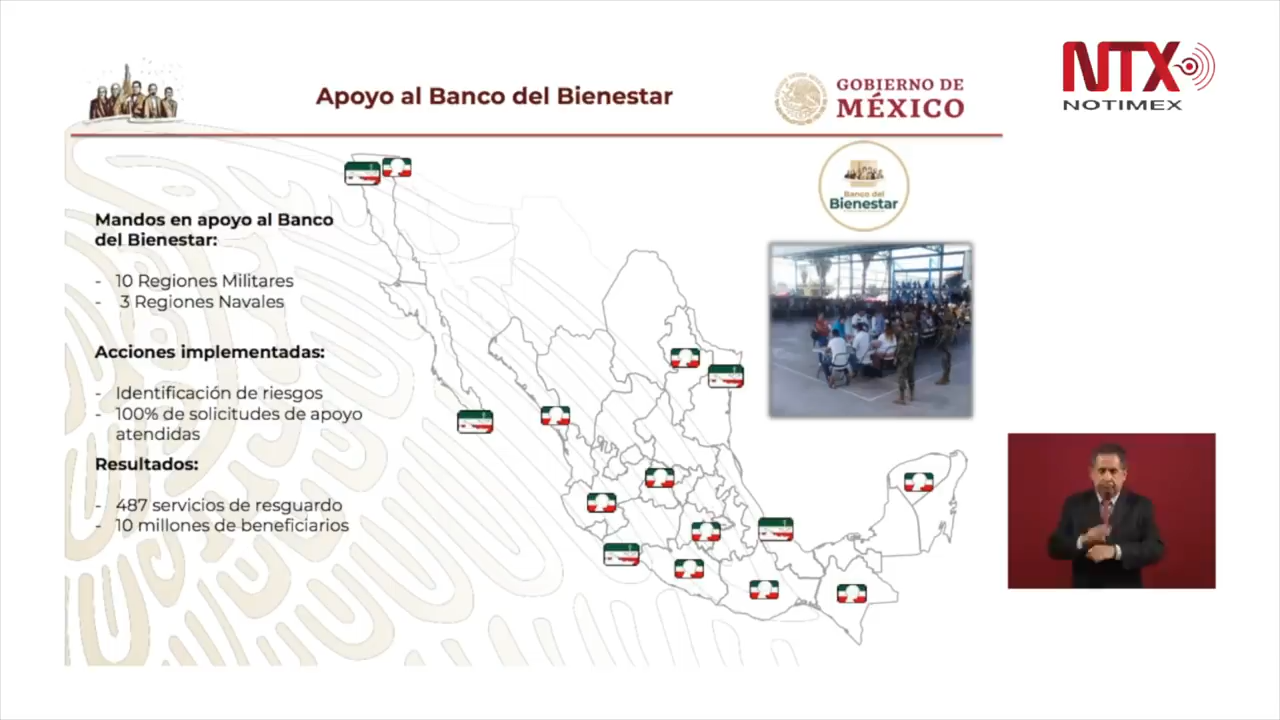 Apoyo al Banco del Bienestar
GOBIERNO DE
MÉXICO
NTX
NOTIMEX
Banco del
Bienestar
Mandos en apoyo al Banco
del Bienestar:
- 10 Regiones Militares
- 3 Regiones Navales
Acciones implementadas:
- Identificación de riesgos
- 100% de solicitudes de apoyo
atendidas
Resultados:
- 487 servicios de resguardo
- 10 millones de beneficiarios